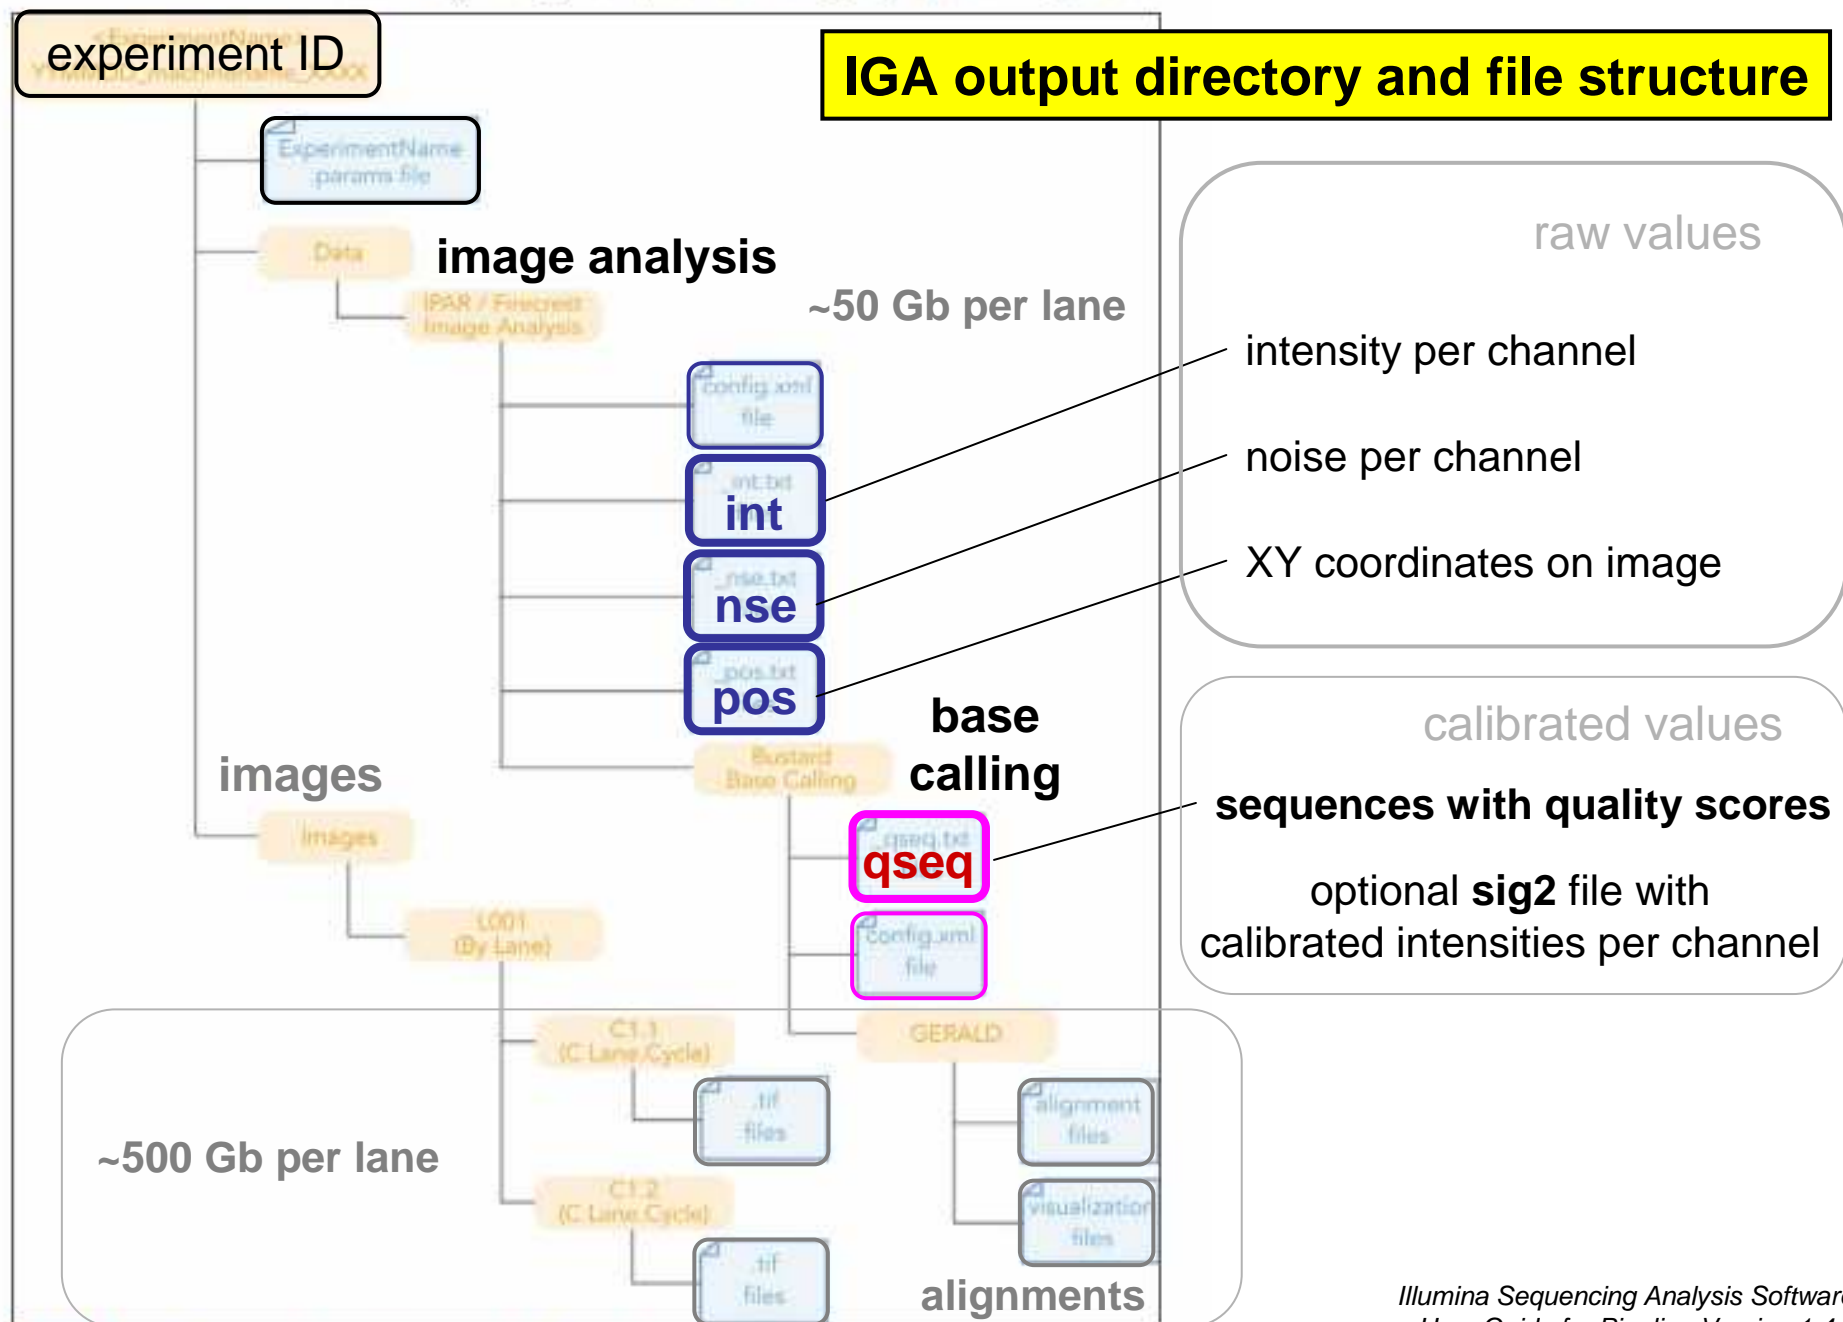 experiment ID
IGA output directory and file structure
ExperimentName
params file
raw values
Data
image analysis
IPAR / Firecrest
Image Analysis
~50 Gb per lane
intensity per channel
config.xml
file
noise per channel
_int.txt
int
XY coordinates on image
_nse.txt
nse
_pos.txt
pos
base
calling
calibrated values
images
Bustard
Base Calling
sequences with quality scores
Images
_qseq.txt
qseq
optional sig2 file with
calibrated intensities per channel
L001
(By Lane)
config.xml
file
C1.1
(C.Lane.Cycle)
GERALD
.tif
files
alignment
files
~500 Gb per lane
C1.2
(C.Lane.Cycle)
visualization
files
.tif
files
alignments
Illumina Sequencing Analysis Software